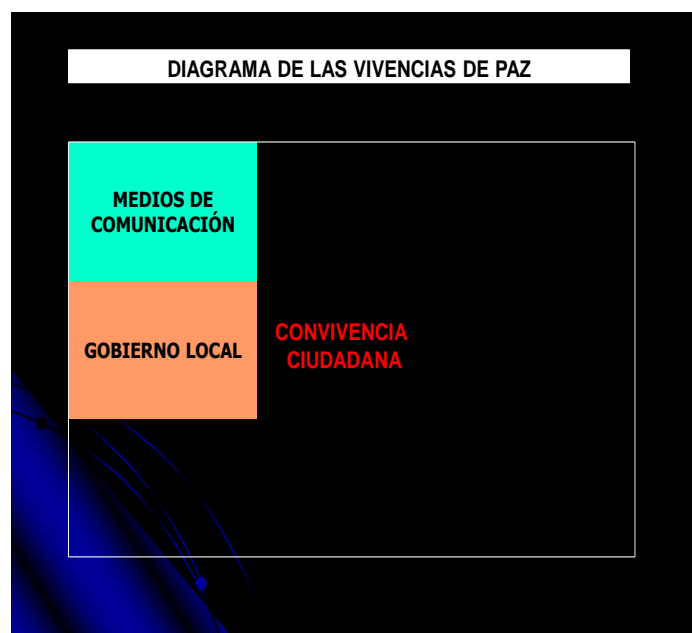 DIAGRAMA DE LAS VIVENCIAS DE PAZ
MEDIOS DE
COMUNICACIÓN
GOBIERNO LOCAL
CONVIVENCIA
CIUDADANA